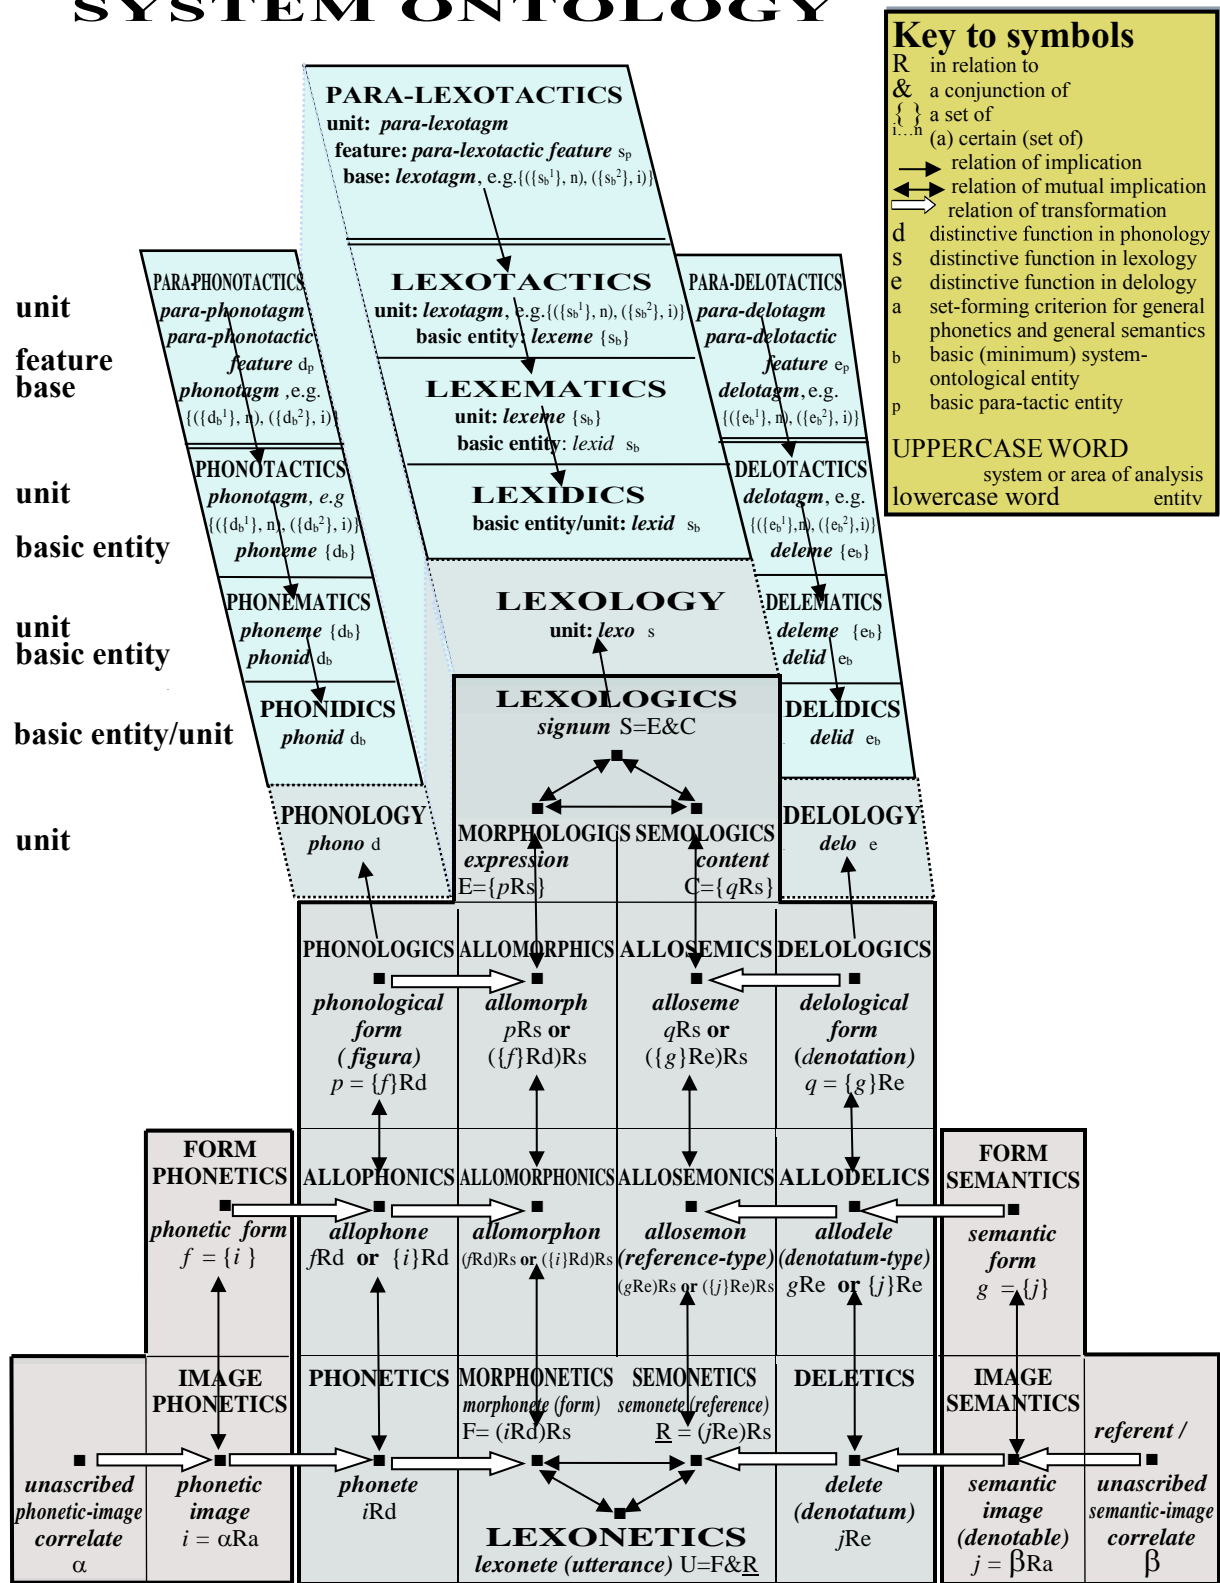 SYSTEM ONTOLOGY
Key to symbols
R in relation to
& a conjunction of
{ } a set of
i…n (a) certain (set of)
relation of implication
relation of mutual implication
relation of transformation
d distinctive function in phonology
s distinctive function in lexology
e distinctive function in delology
a set-forming criterion for general
phonetics and general semantics
b basic (minimum) system-
ontological entity
p basic para-tactic entity
UPPERCASE WORD
system or area of analysis
lowercase word entity
PARA-LEXOTACTICS
unit: para-lexotagm
feature: para-lexotactic feature sp
base: lexotagm, e.g.{({sb1}, n), ({sb2}, i)}
LEXOTACTICS
unit: lexotagm, e.g.{({sb1}, n), ({sb2}, i)}
basic entity: lexeme {sb}
LEXEMATICS
unit: lexeme {sb}
basic entity: lexid sb
LEXIDICS
basic entity/unit: lexid sb
LEXOLOGY
unit: lexo s
unit
feature
base
unit
basic entity
unit
basic entity
basic entity/unit
unit
PARA-PHONOTACTICS
para-phonotagm
para-phonotactic
feature dp
phonotagm ,e.g.
{({db1}, n), ({db2}, i)}
PHONOTACTICS
phonotagm, e.g
{({db1}, n), ({db2}, i)}
phoneme {db}
PHONEMATICS
phoneme {db}
phonid db
PHONIDICS
phonid db
PHONOLOGY
phono d
PARA-DELOTACTICS
para-delotagm
para-delotactic
feature ep
delotagm, e.g.
{({eb1}, n), ({eb2}, i)}
DELOTACTICS
delotagm, e.g.
{({eb1},n), ({eb2},i)}
deleme {eb}
DELEMATICS
deleme {eb}
delid eb
DELIDICS
delid eb
DELOLOGY
delo e
LEXOLOGICS
signum S=E&C
MORPHOLOGICS SEMOLOGICS
expression content
E={pRs} C={qRs}
PHONOLOGICS ALLOMORPHICS ALLOSEMICS DELOLOGICS
phonological allomorph alloseme delological
form pRs or qRs or form
(figura) ({f}Rd)Rs ({g}Re)Rs (denotation)
p = {f}Rd q = {g}Re
FORM FORM
PHONETICS ALLOPHONICS ALLOMORPHONICS ALLOSEMONICS ALLODELICS SEMANTICS
phonetic form allophone allomorphon allosemon allodele semantic
f = {i } fRd or {i}Rd (fRd)Rs or ({i}Rd)Rs (reference-type) (denotatum-type) form
(gRe)Rs or ({j}Re)Rs gRe or {j}Re g = {j}
IMAGE PHONETICS MORPHONETICS SEMONETICS DELETICS IMAGE
PHONETICS morphonete (form) semonete (reference) SEMANTICS
F= (iRd)Rs R = (jRe)Rs referent /
unascribed phonetic phonete delete semantic unascribed
phonetic-image image iRd (denotatum) image semantic-image
correlate i = αRa jRe (denotable) correlate
α j = βRa β
LEXONETICS
lexonete (utterance) U=F&R